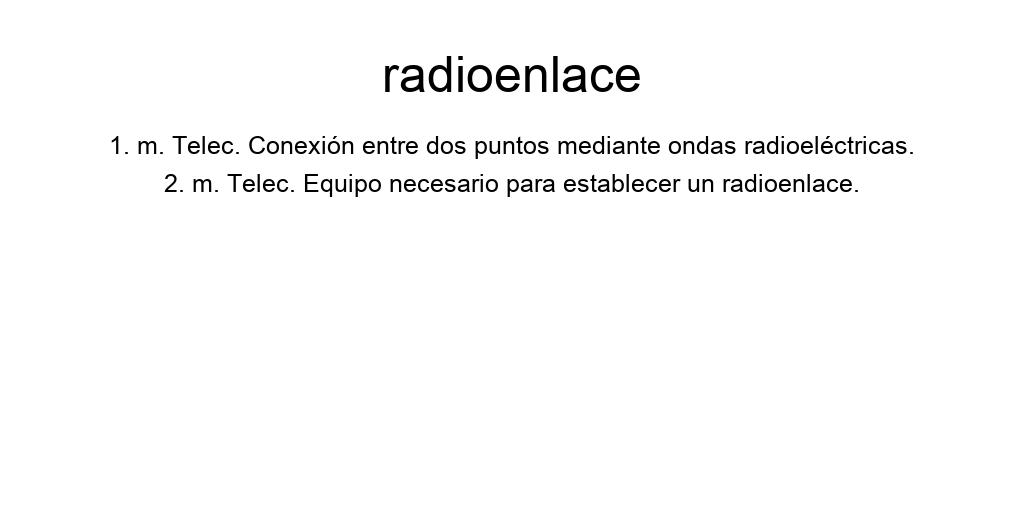 radioenlace
1. m. Telec. Conexión entre dos puntos mediante ondas radioeléctricas.
2. m. Telec. Equipo necesario para establecer un radioenlace.